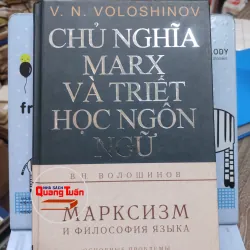 V. N. VOLOSHINOV
CHỦ NGHĨA
MARX
VÀ TRIẾT
HỌC NGÔN
NGỮ
В.Н. ВОЛОШИНОВ
Quang Tuấn
МАРКСИЗМ
И ФИЛОСОФИЯ ЯЗЫКА